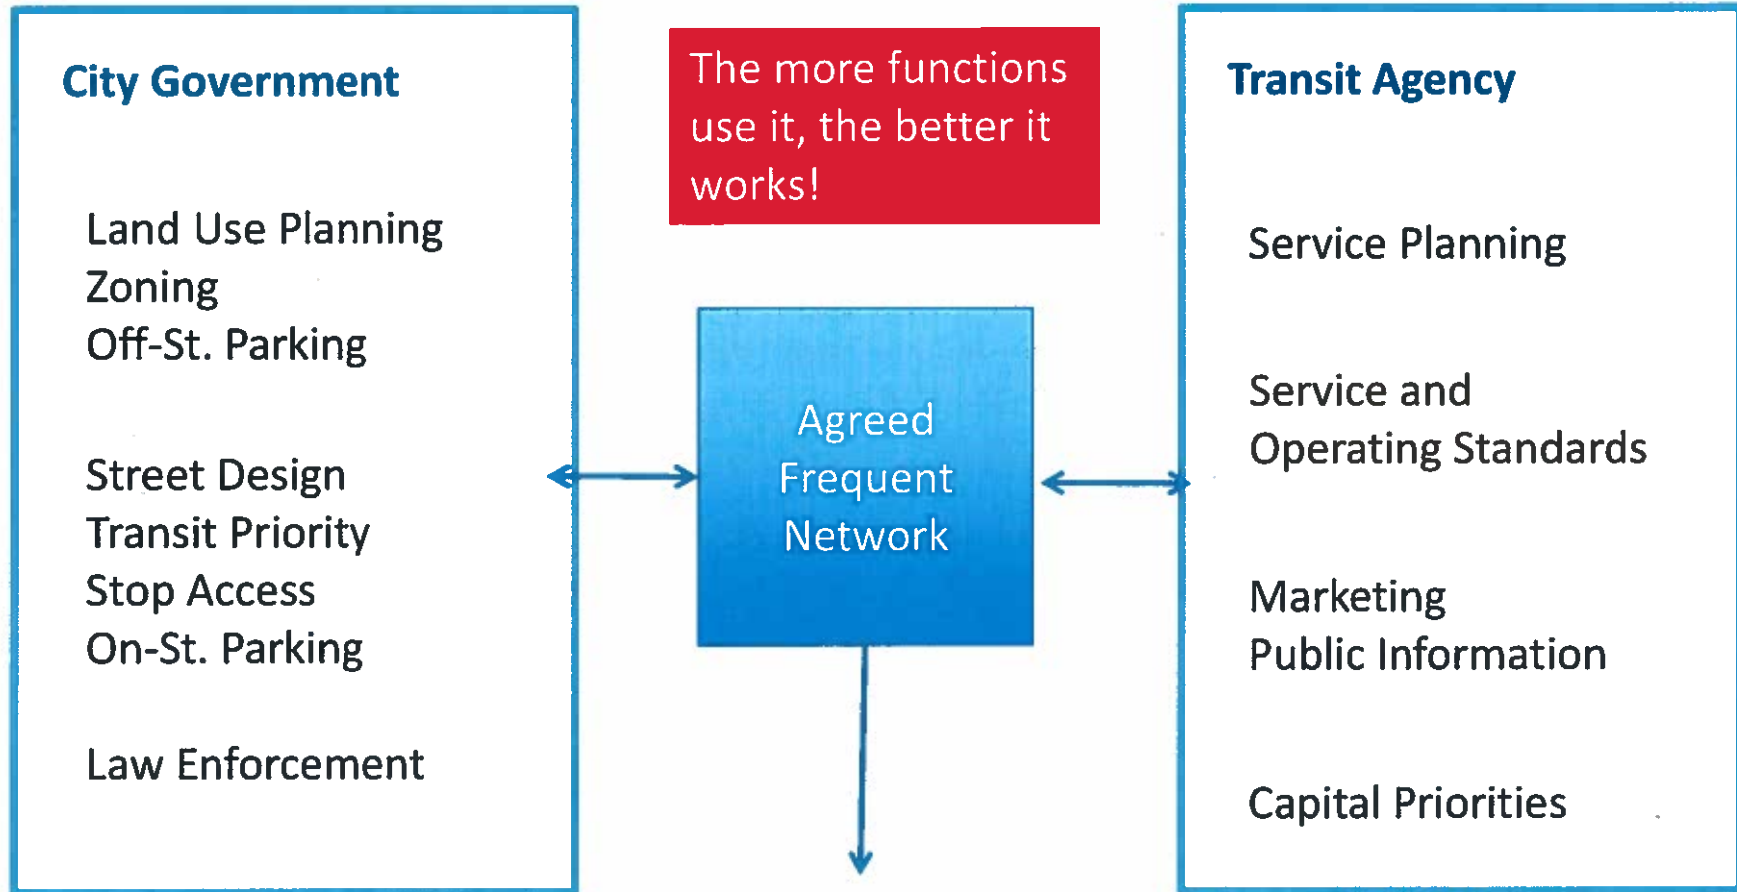 City Government
Land Use Planning
Zoning
Off-St. Parking
Street Design
Transit Priority
Stop Access
On-St. Parking
Law Enforcement
The more functions
use it, the better it
works!
Agreed
Frequent
Network
Transit Agency
Service Planning
Service and
Operating Standards
Marketing
Public Information
Capital Priorities